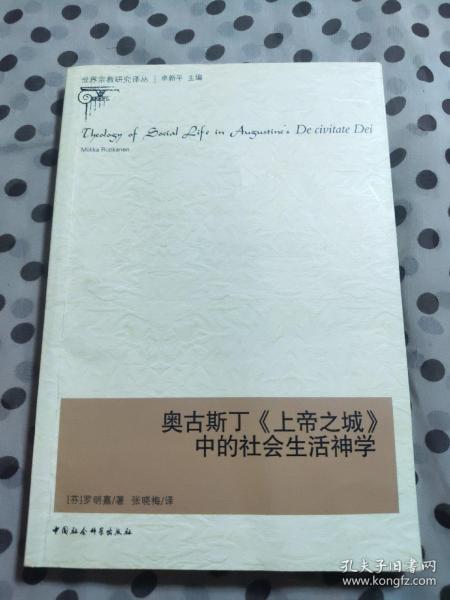 世界宗教研究译丛 | 卓新平 主编
Theology of Social Life in Augustine's De civitate Dei
Miikka Ruokanen
奥古斯丁《上帝之城》
中的社会生活神学
[芬]罗明嘉/著 张晓梅/译
中国社会科学出版社
孔夫子旧书网
www.kongfz.com